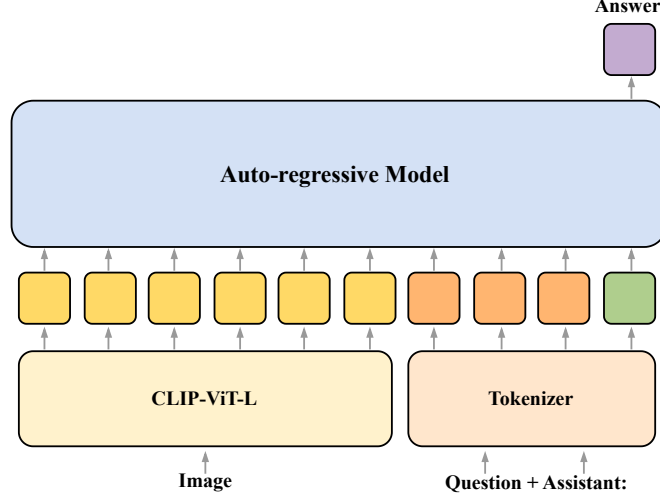 Answer
Auto-regressive Model
CLIP-ViT-L
Tokenizer
Image
Question + Assistant: